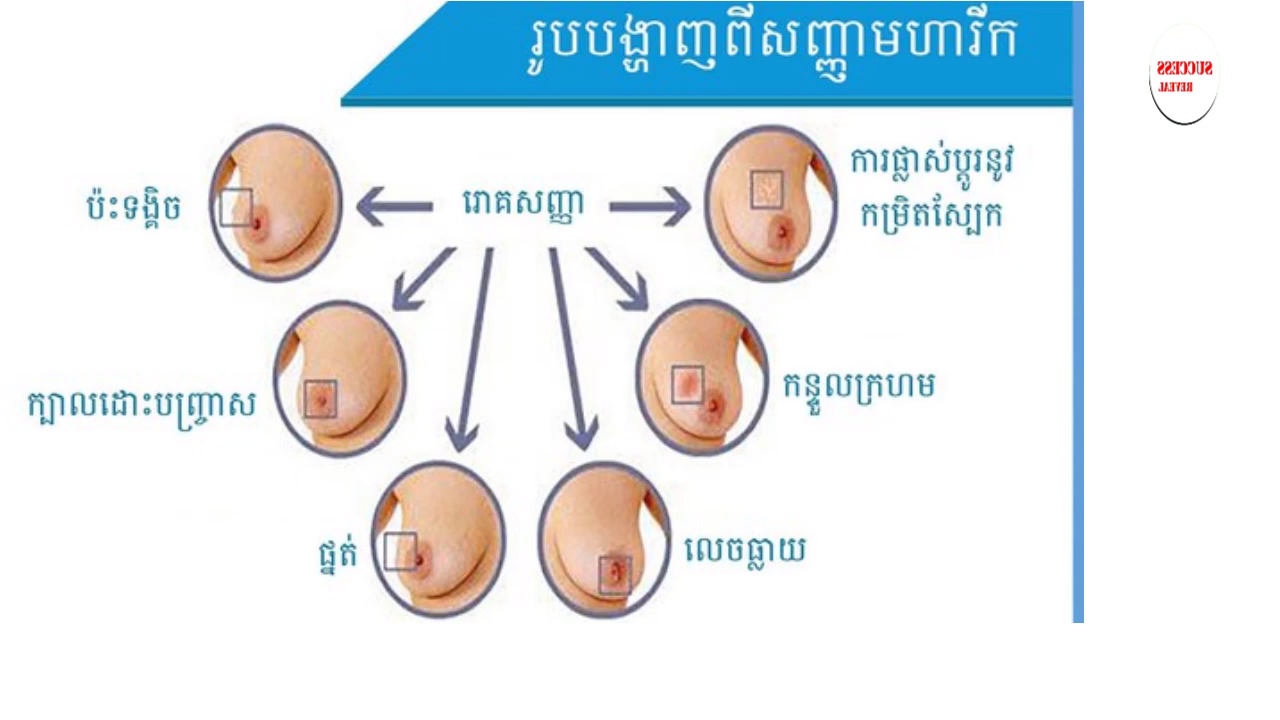 រូបបង្ហាញពីសញ្ញាមហារីក
ប៉ះទង្គិច
រោគសញ្ញា
ការផ្លាស់ប្ដូរនូវ
កម្រិតស្បែក
ក្បាលដោះបញ្ច្រាស
កន្ទួលក្រហម
ផ្នត់
លេចធ្លាយ
SUCCESS
REVEAL